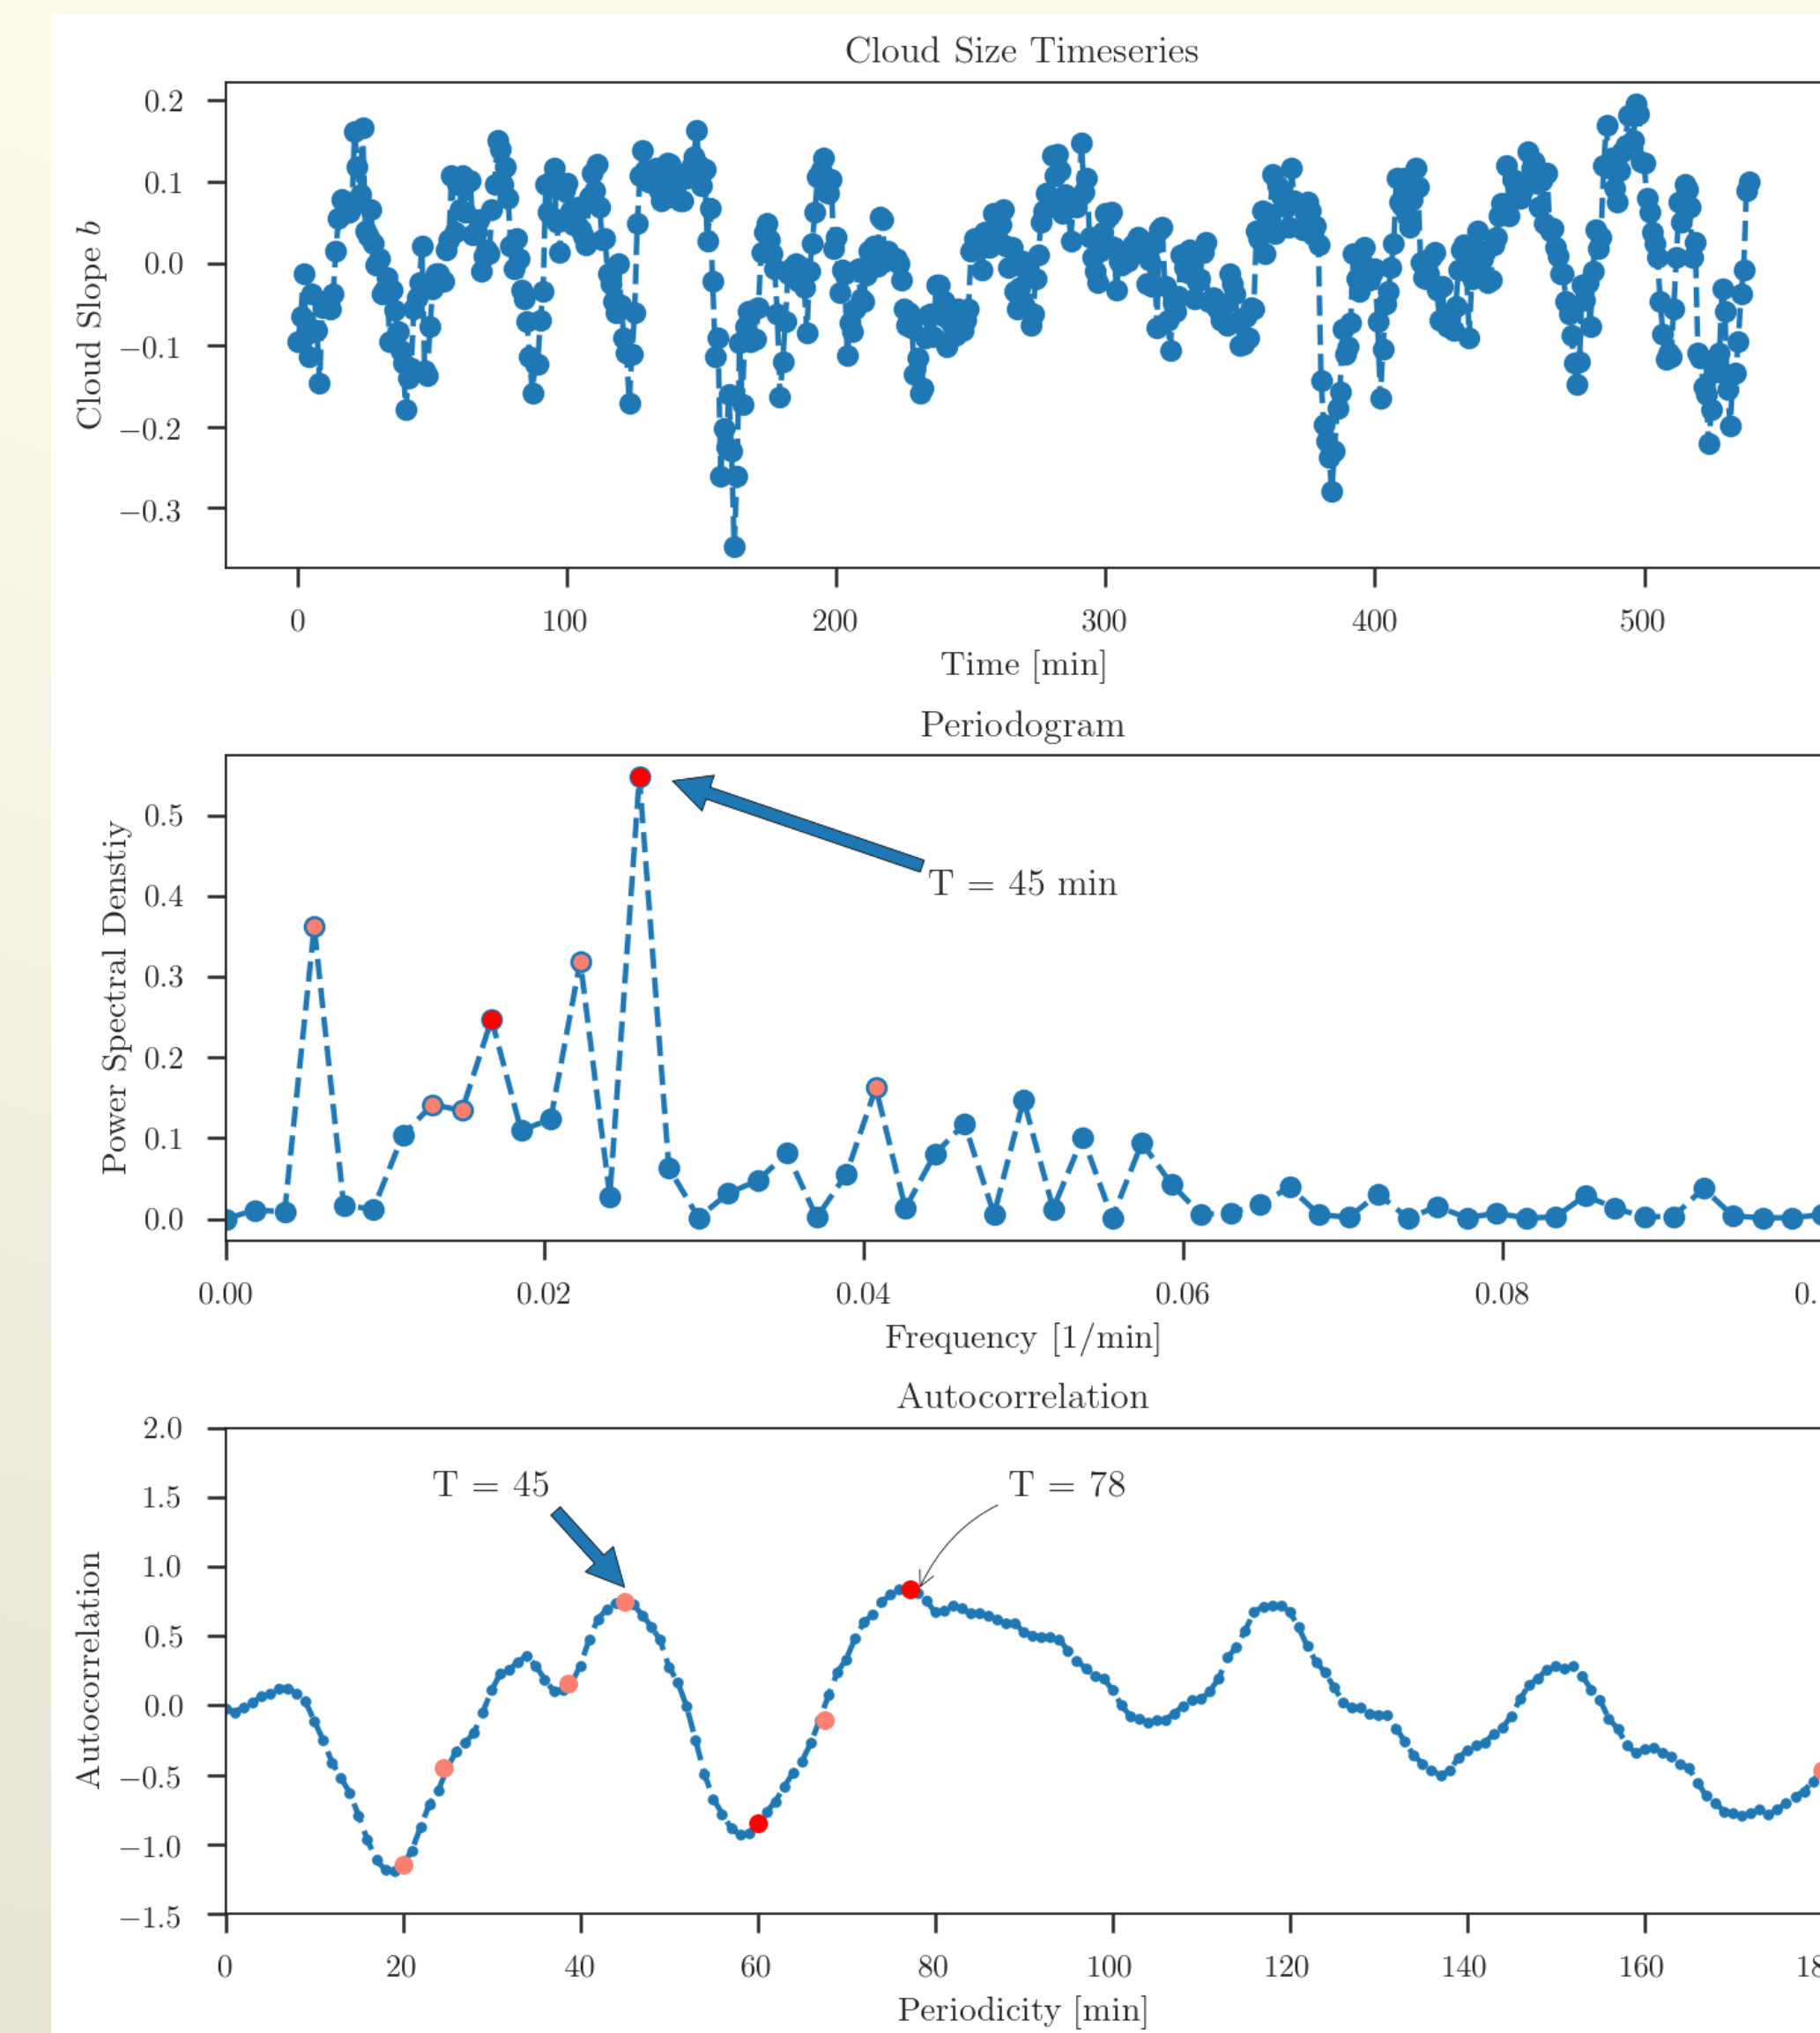 Cloud Size Timeseries
0.2
0.1
0.0
−0.1
−0.2
−0.3
Cloud Slope b
0 100 200 300 400 500
Time [min]
Periodogram
0.5
0.4
0.3
0.2
0.1
0.0
Power Spectral Denstiy
T = 45 min
0.00 0.02 0.04 0.06 0.08 0.
Frequency [1/min]
Autocorrelation
2.0
1.5
1.0
0.5
0.0
−0.5
−1.0
−1.5
Autocorrelation
T = 45 T = 78
0 20 40 60 80 100 120 140 160 18
Periodicity [min]